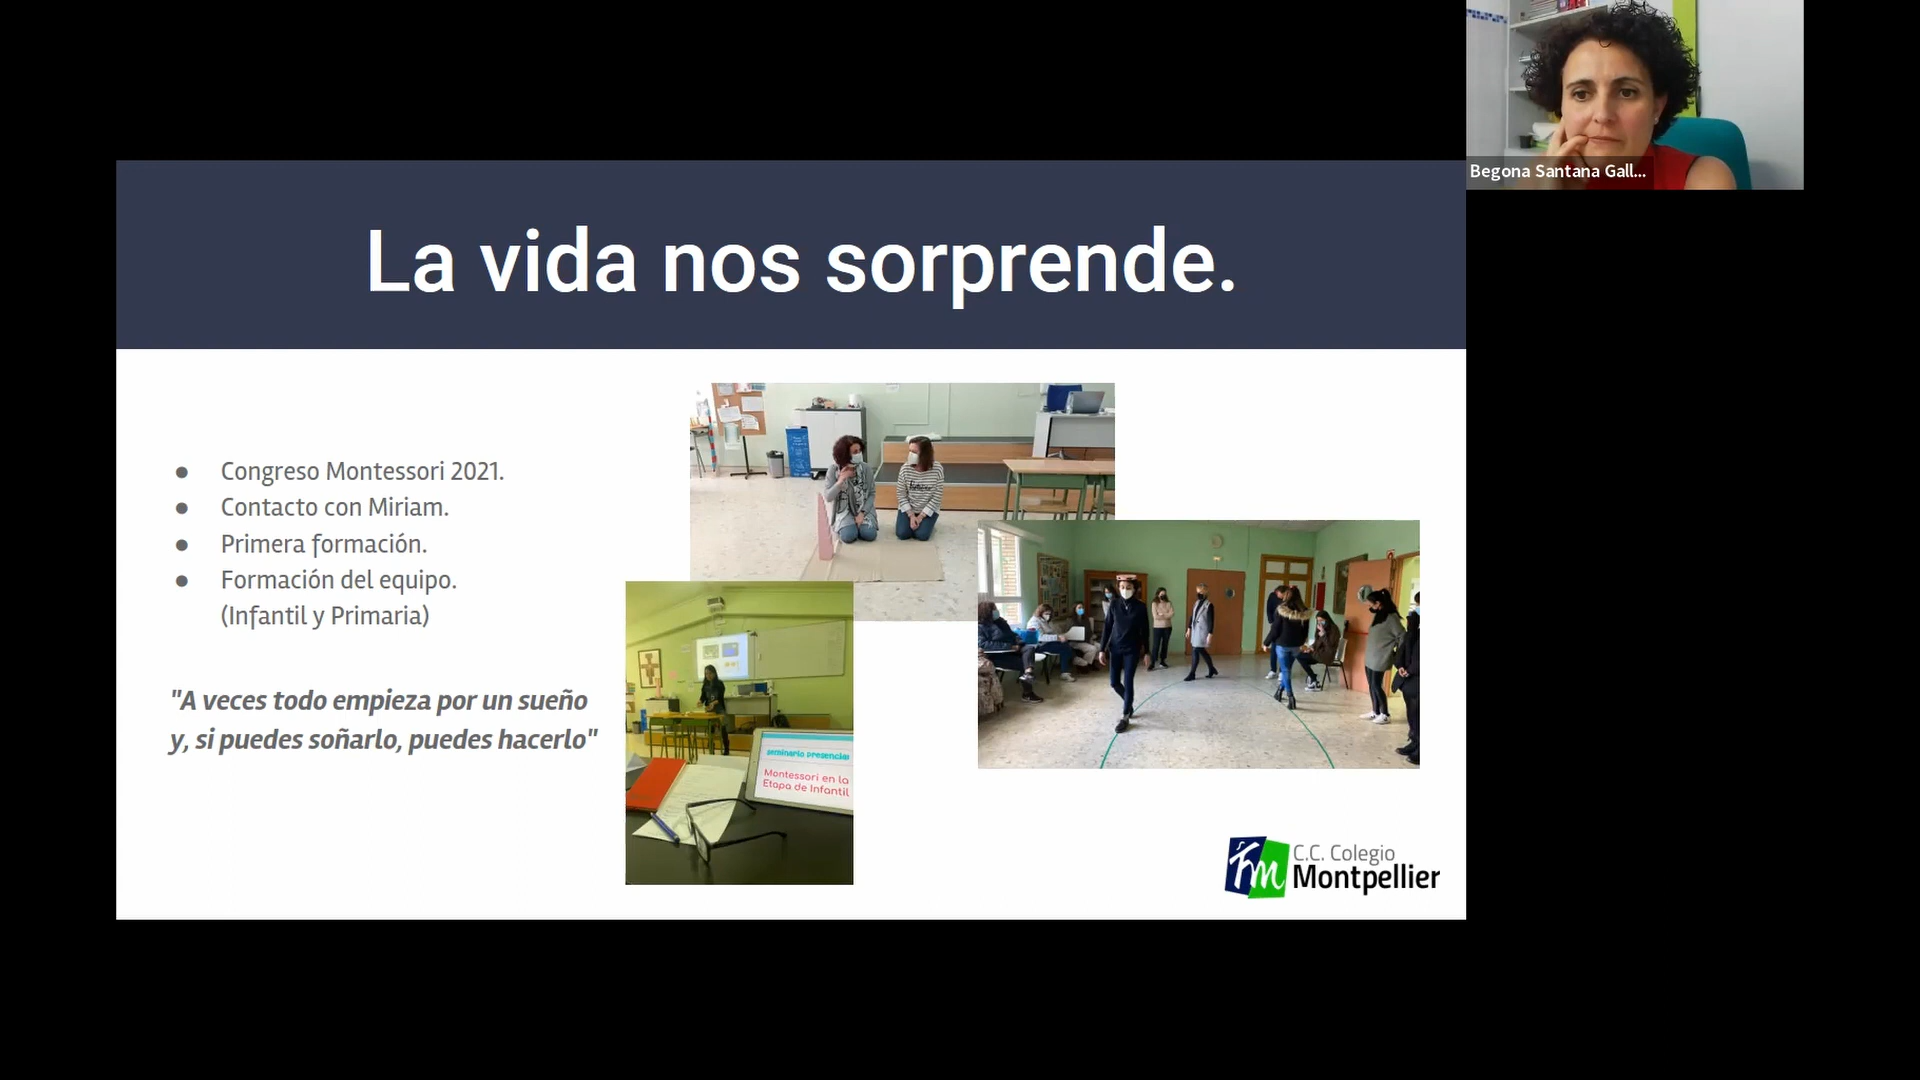 Begona Santana Gall...
La vida nos sorprende.
● Congreso Montessori 2021.
● Contacto con Miriam.
● Primera formación.
● Formación del equipo.
(Infantil y Primaria)
"A veces todo empieza por un sueño
y, si puedes soñarlo, puedes hacerlo"
seminario presencial
Montessori en la
Etapa de Infantil
C.C. Colegio
Montpellier